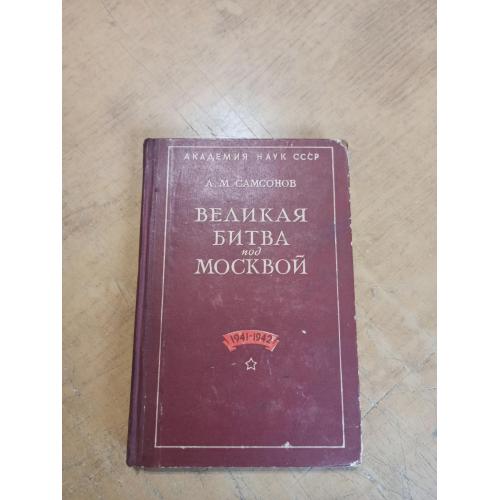 АКАДЕМИЯ НАУК СССР
А. М. САМСОНОВ
ВЕЛИКАЯ
БИТВА
под
МОСКВОЙ
1941-1942